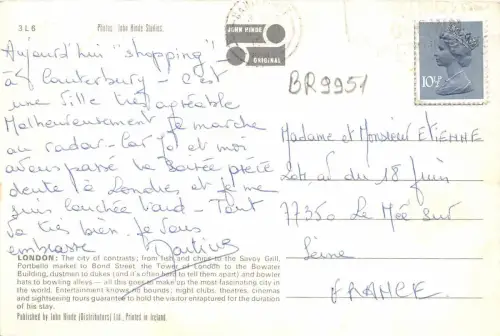 3L6
Photos: John Hinde Studios.
JOHN HINDE
ORIGINAL
10½P
BR9951
Aujourd'hui "shopping"
à Canterbury - c'est
une ville très agréable
Malheureusement je marche
au radar - car Jo et moi
avons passé la soirée précé
dente à Londres et je me
suis couchée tard - Tout
va très bien. Je vous
embrasse Martine
Madame et Monsieur ETIENNE
Lot. au du 18 Juin
77350 Le Mée sur
Seine
FRANCE.
LONDON: The city of contrasts; from fish and chips to the Savoy Grill,
Portobello market to Bond Street, the Tower of London to the Bowater
Building, dustmen to dukes (and it's often hard to tell them apart) and bowler
hats to bowling alleys — all this goes to make up the most fascinating city in
the world. Entertainment knows no bounds; night clubs, theatres, cinemas
and sightseeing tours guarantee to hold the visitor enraptured for the duration
of his stay.
Published by John Hinde (Distributors) Ltd., Printed in Ireland.